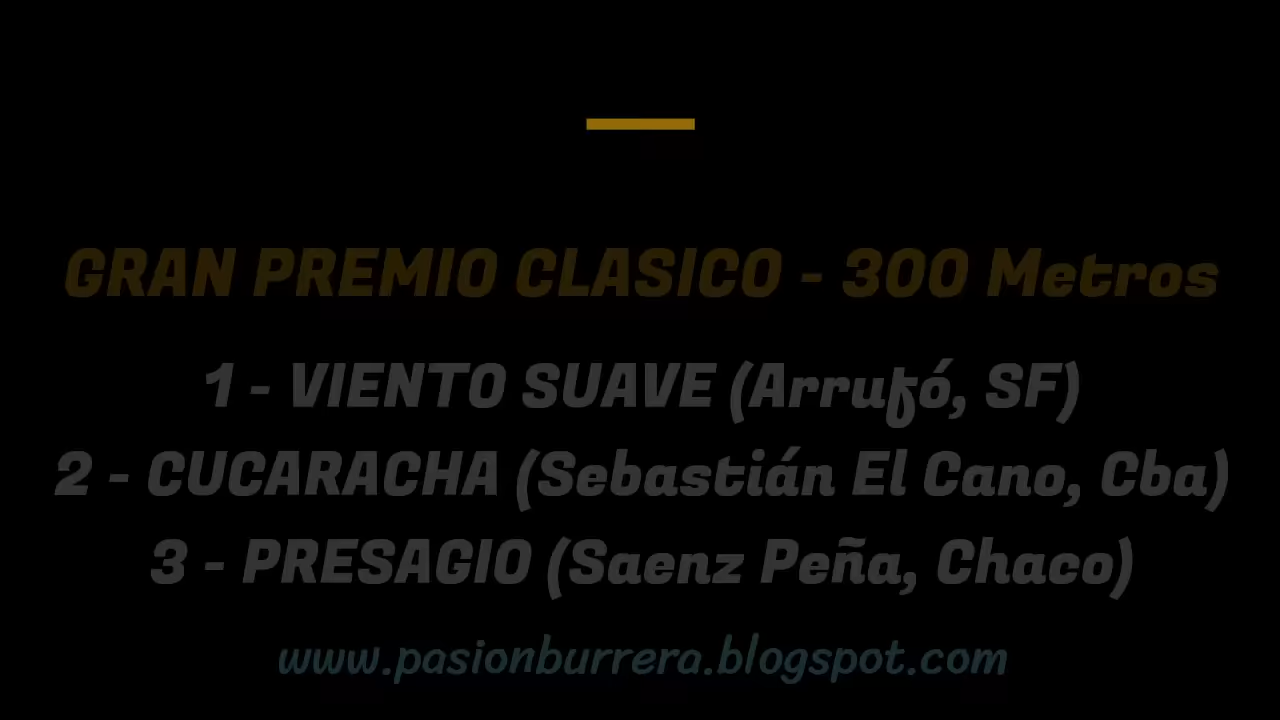 GRAN PREMIO CLASICO - 300 Metros
1 - VIENTO SUAVE (Arrufó, SF)
2 - CUCARACHA (Sebastián El Cano, Cba)
3 - PRESAGIO (Saenz Peña, Chaco)
www.pasionburrera.blogspot.com